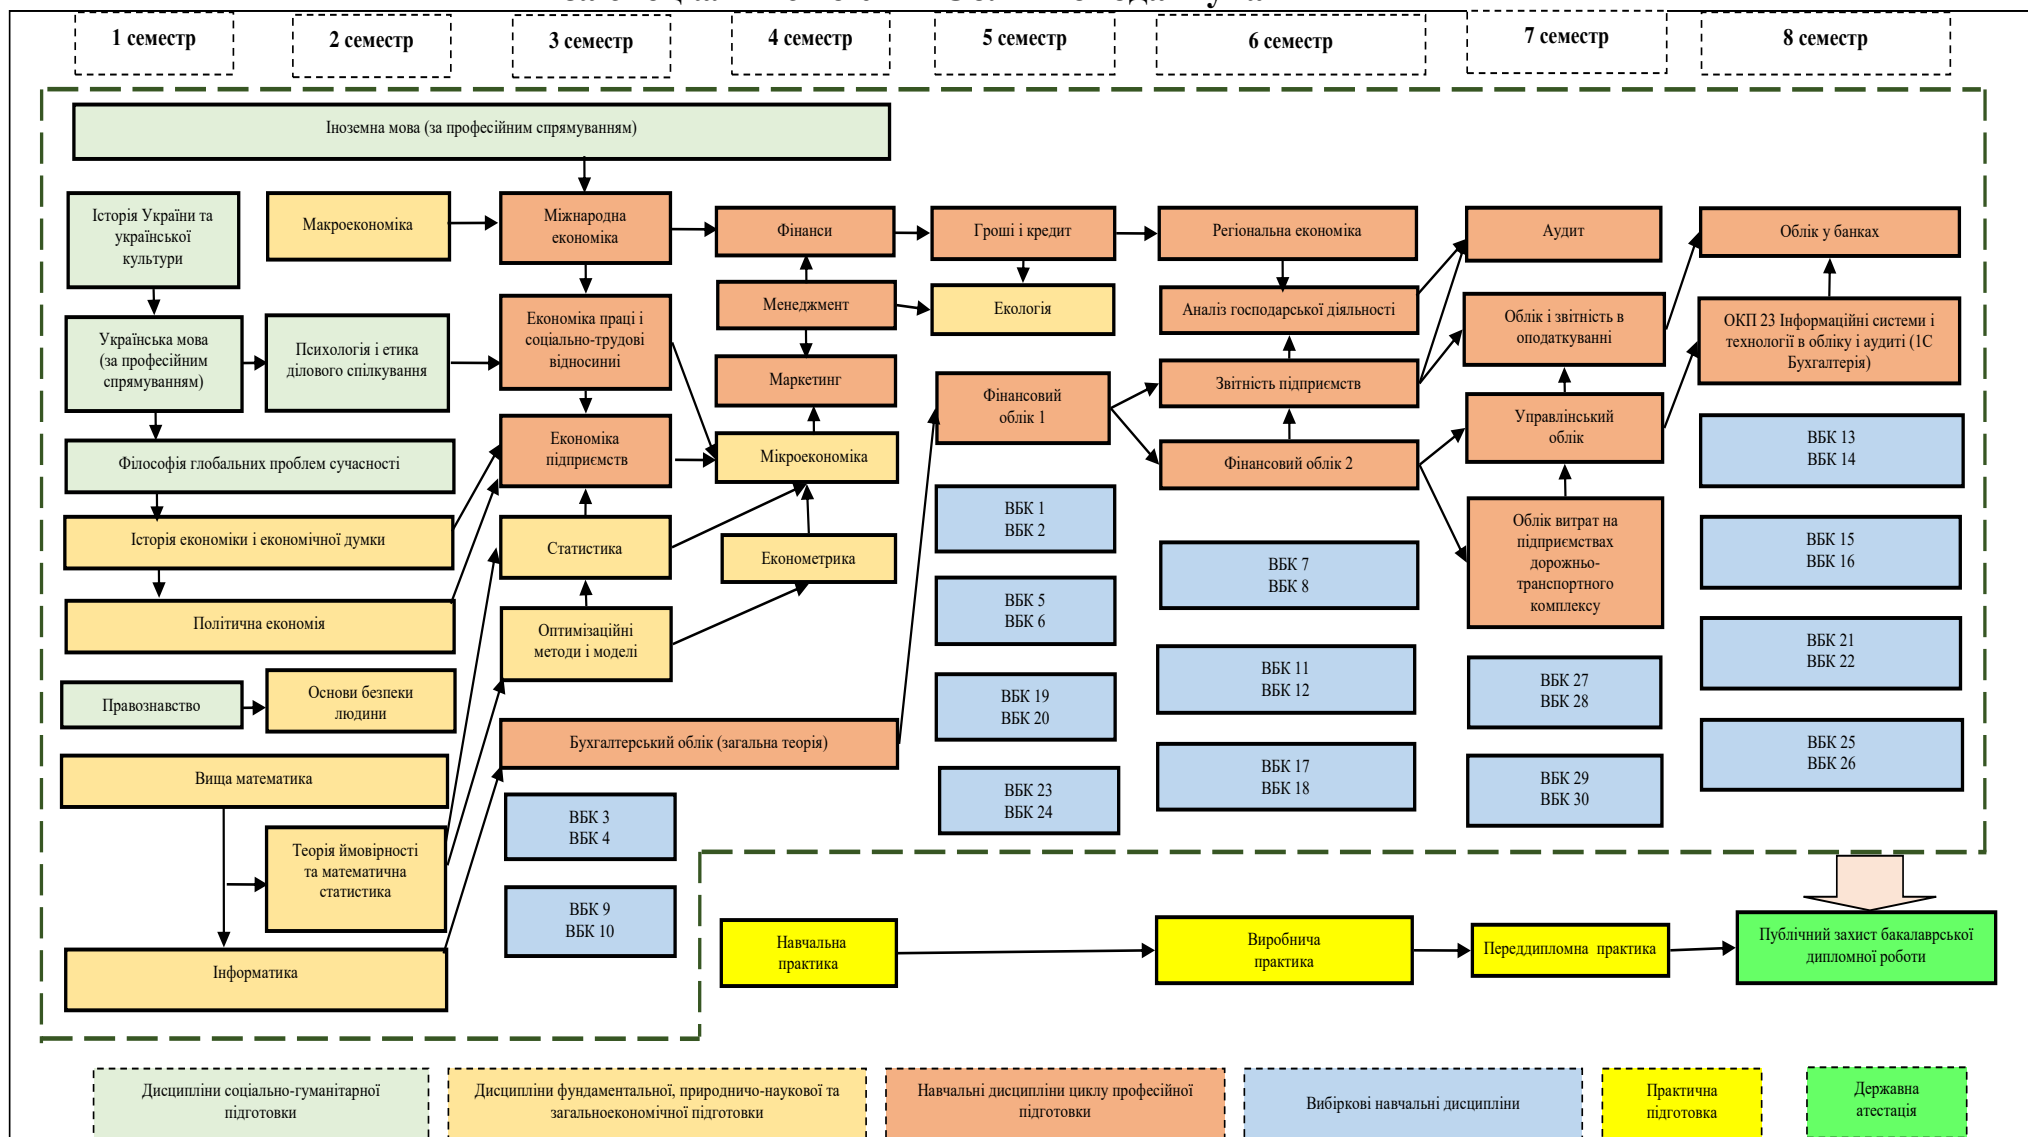 1 семестр
2 семестр
3 семестр
4 семестр
5 семестр
6 семестр
7 семестр
8 семестр
Іноземна мова (за професійним спрямуванням)
Історія України та
української
культури
Макроекономіка
Міжнародна
економіка
Фінанси
Гроші і кредит
Регіональна економіка
Аудит
Облік у банках
Менеджмент
Екологія
Аналіз господарської діяльності
Облік і звітність в
оподаткуванні
ОКП 23 Інформаційні системи і
технології в обліку і аудиті (1С
Бухгалтерія)
Українська мова
(за професійним
спрямуванням)
Психологія і етика
ділового спілкування
Економіка праці і
соціально-трудові
відносиниі
Маркетинг
Фінансовий
облік 1
Звітність підприємств
Управлінський
облік
Філософія глобальних проблем сучасності
Економіка
підприємств
Мікроекономіка
Фінансовий облік 2
ВБК 13
ВБК 14
Історія економіки і економічної думки
Статистика
Економетрика
ВБК 1
ВБК 2
ВБК 7
ВБК 8
Облік витрат на
підприємствах
дорожньо-
транспортного
комплексу
ВБК 15
ВБК 16
Політична економія
Оптимізаційні
методи і моделі
ВБК 5
ВБК 6
ВБК 11
ВБК 12
ВБК 27
ВБК 28
ВБК 21
ВБК 22
Правознавство
Основи безпеки
людини
Бухгалтерський облік (загальна теорія)
ВБК 19
ВБК 20
ВБК 17
ВБК 18
ВБК 29
ВБК 30
ВБК 25
ВБК 26
Вища математика
ВБК 3
ВБК 4
ВБК 23
ВБК 24
Теорія ймовірності
та математична
статистика
ВБК 9
ВБК 10
Інформатика
Навчальна
практика
Виробнича
практика
Переддипломна практика
Публічний захист бакалаврської
дипломної роботи
Дисципліни соціально-гуманітарної
підготовки
Дисципліни фундаментальної, природничо-наукової та
загальноекономічної підготовки
Навчальні дисципліни циклу професійної
підготовки
Вибіркові навчальні дисципліни
Практична
підготовка
Державна
атестація